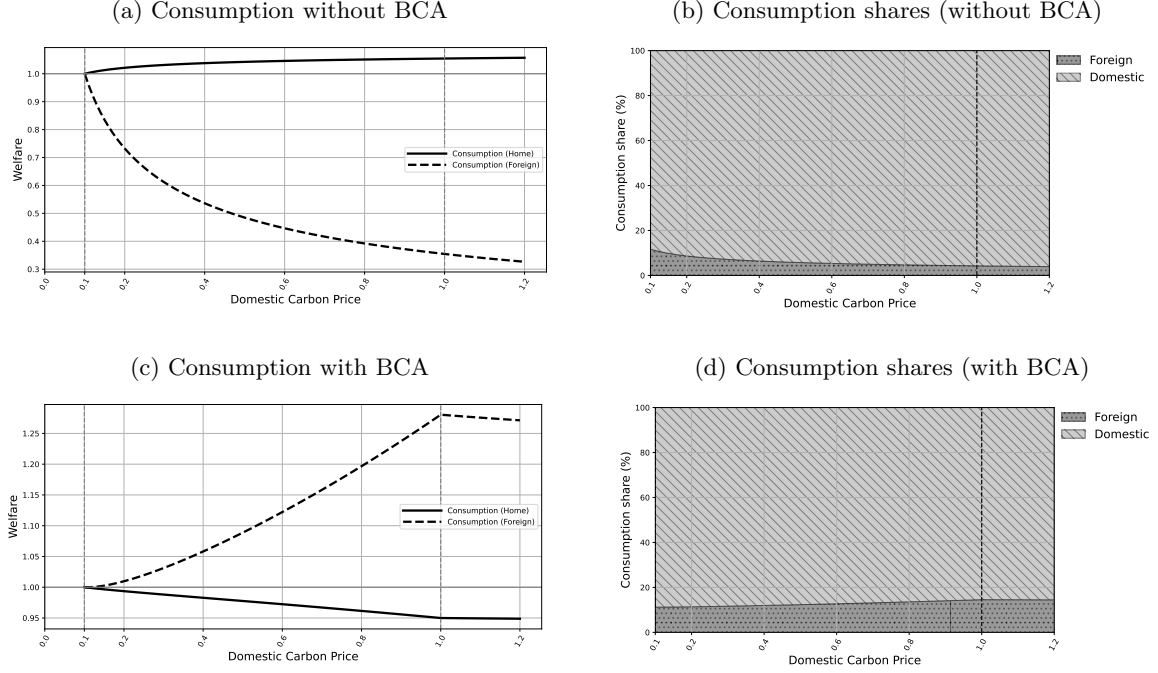 (a) Consumption without BCA
1.0
0.9
0.8
0.7
0.6
0.5
0.4
0.3
Welfare
Consumption (Home)
Consumption (Foreign)
0.0
0.1
0.2
0.4
0.6
0.8
1.0
1.2
Domestic Carbon Price
(b) Consumption shares (without BCA)
100
80
60
40
20
0
Consumption share (%)
Foreign
Domestic
0.1
0.2
0.4
0.6
0.8
1.0
1.2
Domestic Carbon Price
(c) Consumption with BCA
1.25
1.20
1.15
1.10
1.05
1.00
0.95
Welfare
Consumption (Home)
Consumption (Foreign)
0.0
0.1
0.2
0.4
0.6
0.8
1.0
1.2
Domestic Carbon Price
(d) Consumption shares (with BCA)
100
80
60
40
20
0
Consumption share (%)
Foreign
Domestic
0.1
0.2
0.4
0.6
0.8
1.0
1.2
Domestic Carbon Price